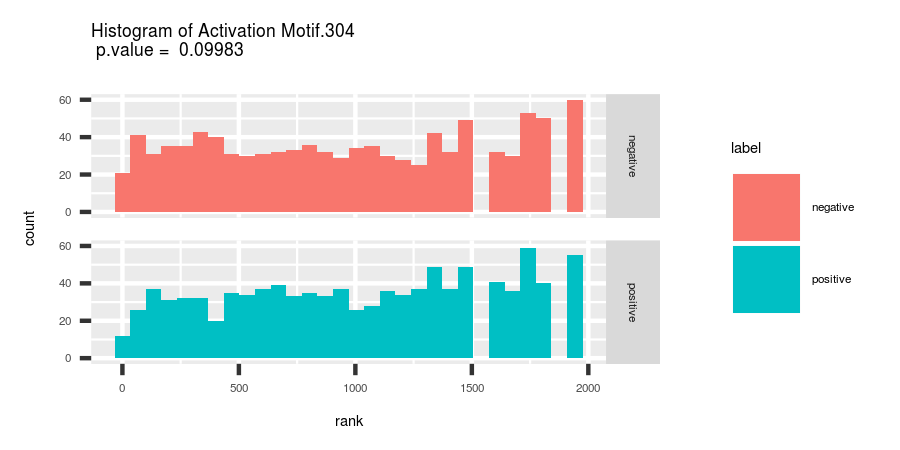 Histogram of Activation Motif.304
p.value = 0.09983
60
40
20
0
negative
60
40
20
0
positive
count
0 500 1000 1500 2000
rank
label
negative
positive